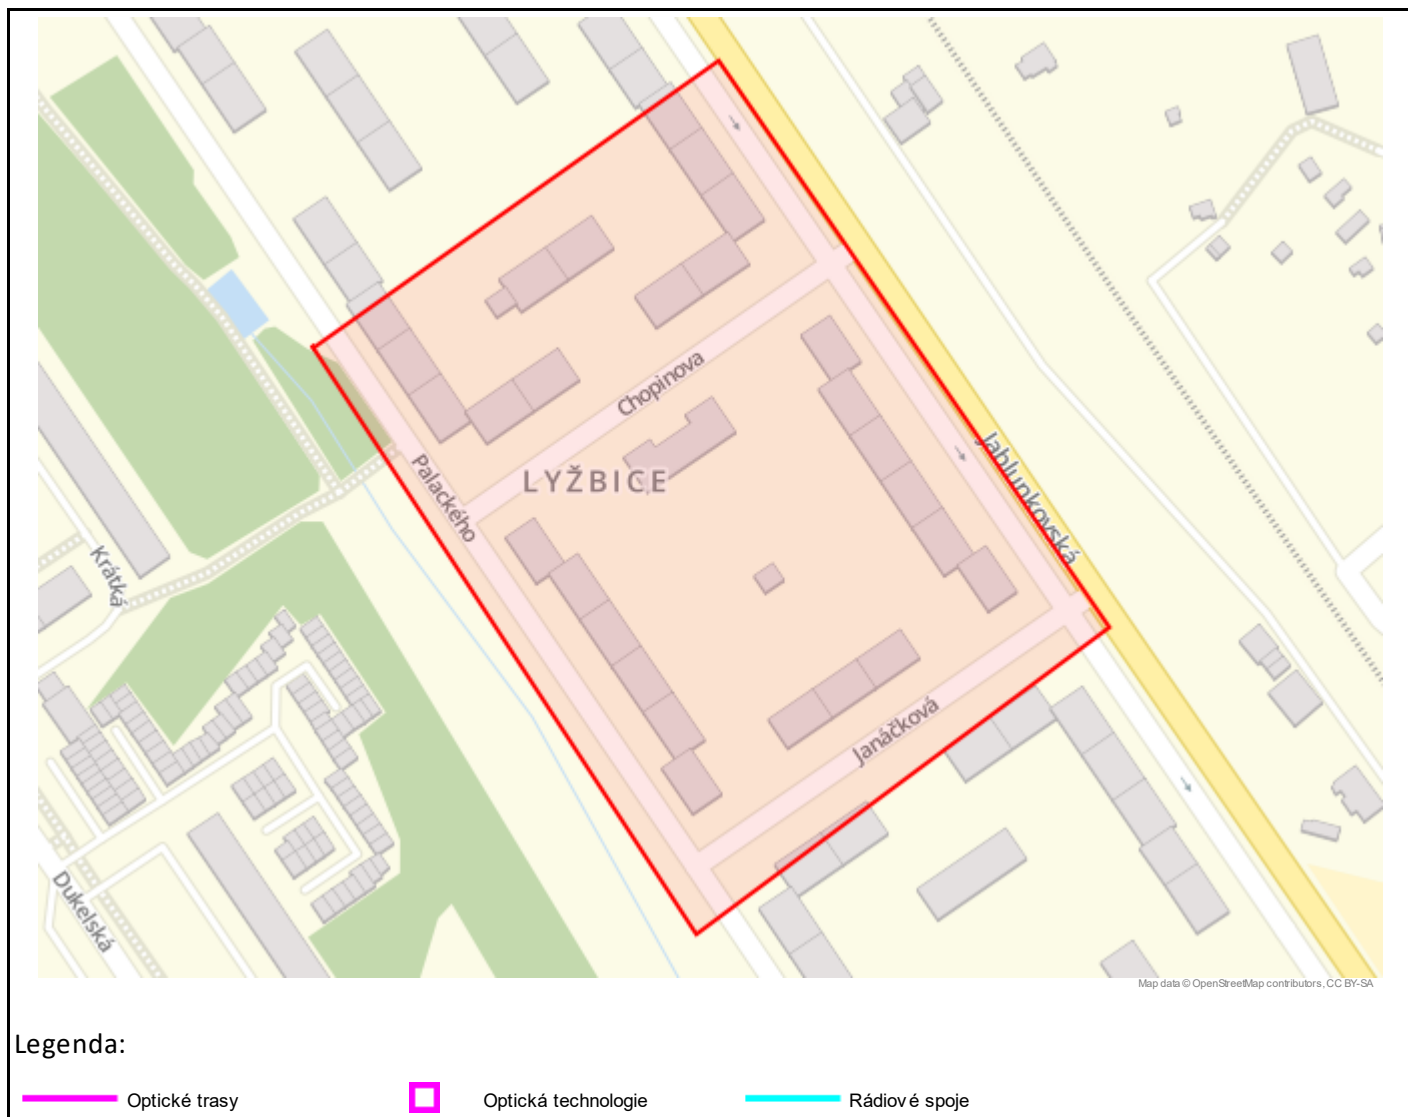 Chopinova
LYŽBICE
Palackého
Jablunkovská
Krátká
Janáčková
Dukelská
Map data © OpenStreetMap contributors, CC BY-SA
Legenda:
Optické trasy
Optická technologie
Rádiové spoje